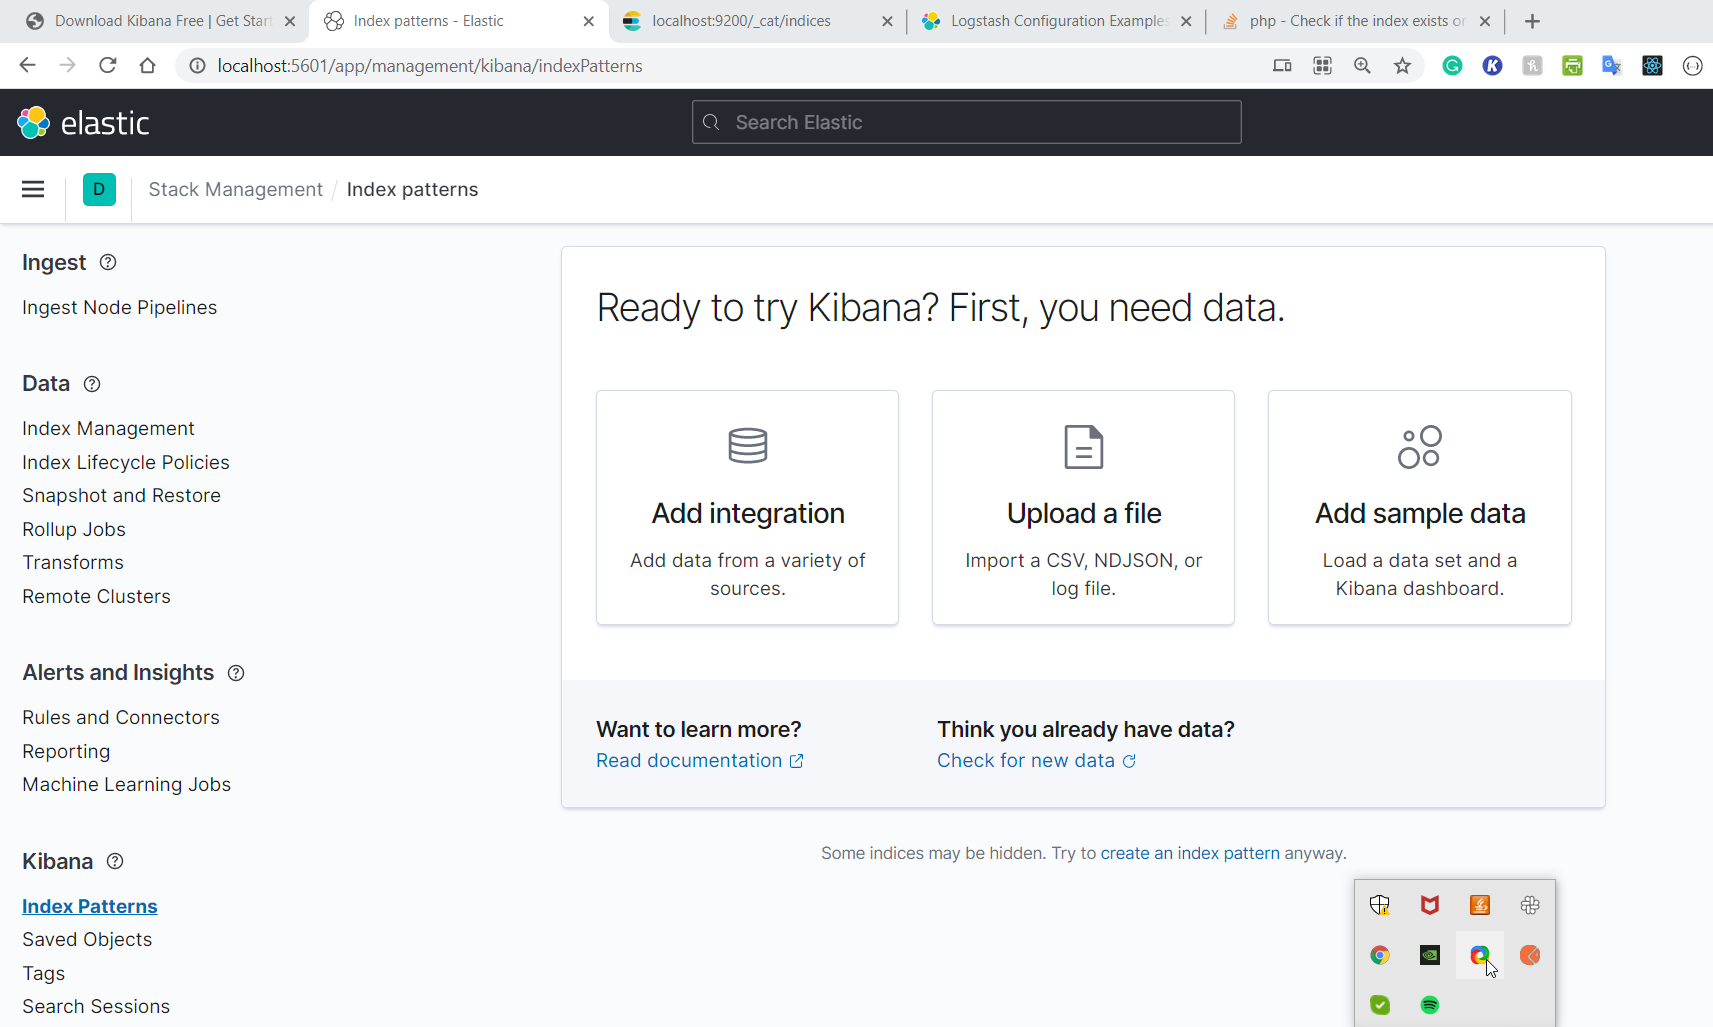 Download Kibana Free | Get Start
Index patterns - Elastic
localhost:9200/_cat/indices
Logstash Configuration Examples
php - Check if the index exists or
localhost:5601/app/management/kibana/indexPatterns
elastic
Search Elastic
D
Stack Management / Index patterns
Ingest
Ingest Node Pipelines
Data
Index Management
Index Lifecycle Policies
Snapshot and Restore
Rollup Jobs
Transforms
Remote Clusters
Alerts and Insights
Rules and Connectors
Reporting
Machine Learning Jobs
Kibana
Index Patterns
Saved Objects
Tags
Search Sessions
Ready to try Kibana? First, you need data.
Add integration
Add data from a variety of
sources.
Upload a file
Import a CSV, NDJSON, or
log file.
Add sample data
Load a data set and a
Kibana dashboard.
Want to learn more?
Read documentation
Think you already have data?
Check for new data
Some indices may be hidden. Try to create an index pattern anyway.